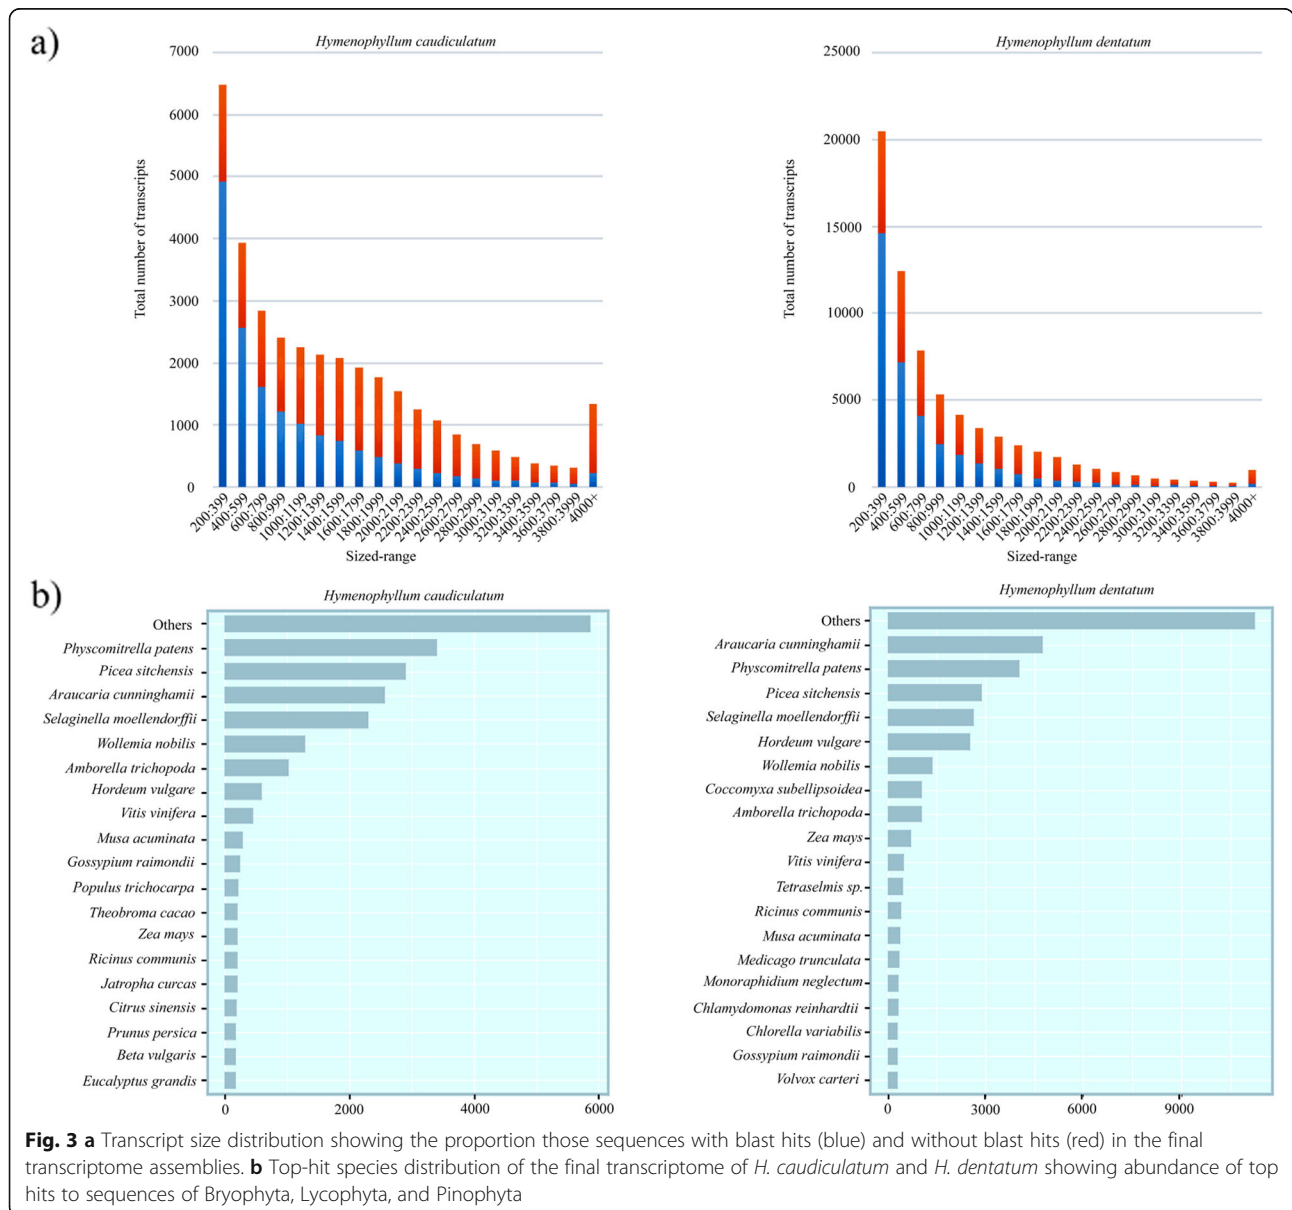 a)
Hymenophyllum caudiculatum
7000
6000
5000
4000
3000
2000
1000
0
Total number of transcripts
200:399
400:599
600:799
800:999
1000:1199
1200:1399
1400:1599
1600:1799
1800:1999
2000:2199
2200:2399
2400:2599
2600:2799
2800:2999
3000:3199
3200:3399
3400:3599
3600:3799
3800:3999
4000+
Sized-range
Hymenophyllum dentatum
25000
20000
15000
10000
5000
0
Total number of transcripts
200:399
400:599
600:799
800:999
1000:1199
1200:1399
1400:1599
1600:1799
1800:1999
2000:2199
2200:2399
2400:2599
2600:2799
2800:2999
3000:3199
3200:3399
3400:3599
3600:3799
3800:3999
4000+
Sized-range
b)
Hymenophyllum caudiculatum
Others
Physcomitrella patens
Picea sitchensis
Araucaria cunninghamii
Selaginella moellendorffii
Wollemia nobilis
Amborella trichopoda
Hordeum vulgare
Vitis vinifera
Musa acuminata
Gossypium raimondii
Populus trichocarpa
Theobroma cacao
Zea mays
Ricinus communis
Jatropha curcas
Citrus sinensis
Prunus persica
Beta vulgaris
Eucalyptus grandis
0 2000 4000 6000
Hymenophyllum dentatum
Others
Araucaria cunninghamii
Physcomitrella patens
Picea sitchensis
Selaginella moellendorffii
Hordeum vulgare
Wollemia nobilis
Coccomyxa subellipsoidea
Amborella trichopoda
Zea mays
Vitis vinifera
Tetraselmis sp.
Ricinus communis
Musa acuminata
Medicago trunculata
Monoraphidium neglectum
Chlamydomonas reinhardtii
Chlorella variabilis
Gossypium raimondii
Volvox carteri
0 3000 6000 9000
Fig. 3 a Transcript size distribution showing the proportion those sequences with blast hits (blue) and without blast hits (red) in the final
transcriptome assemblies. b Top-hit species distribution of the final transcriptome of H. caudiculatum and H. dentatum showing abundance of top
hits to sequences of Bryophyta, Lycophyta, and Pinophyta